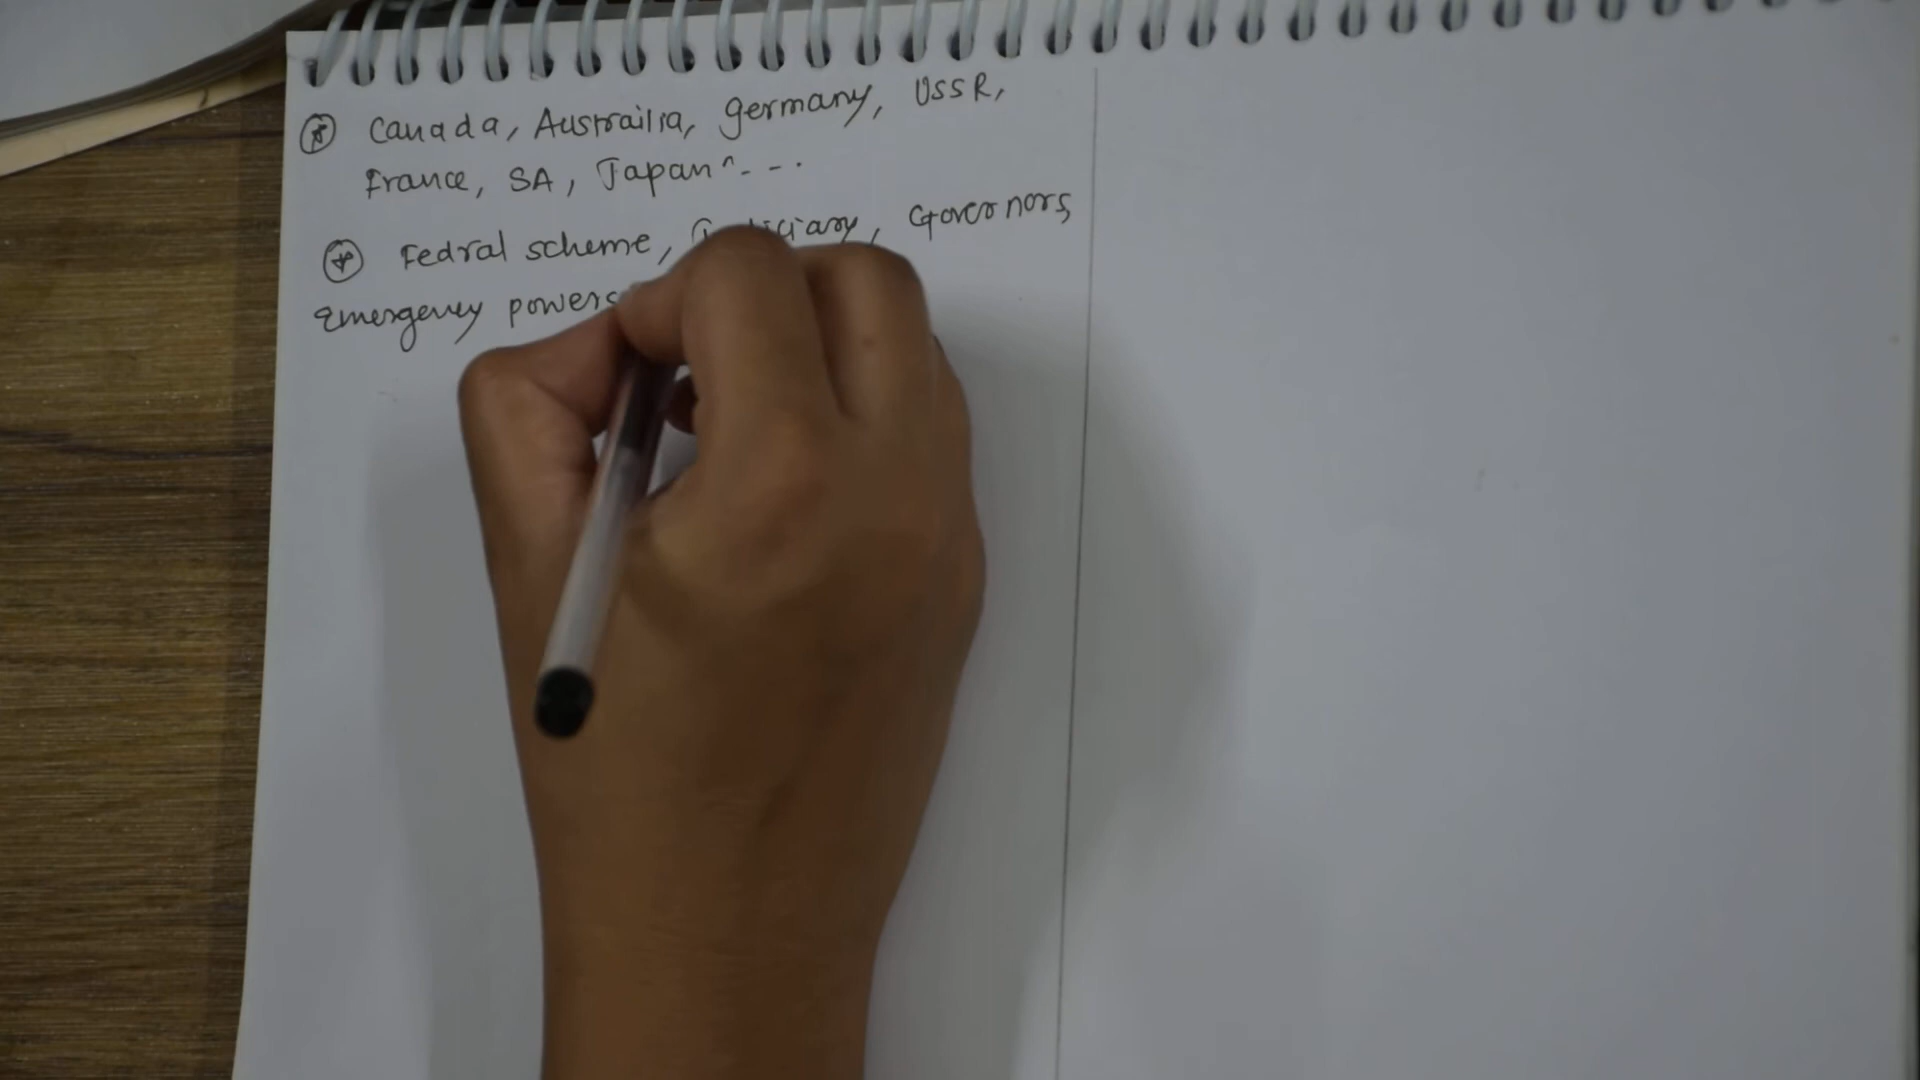 Canada, Austrailia, Germany, USSR,
France, SA, Japan^---
Fedral scheme, Governors,
Emergency powers